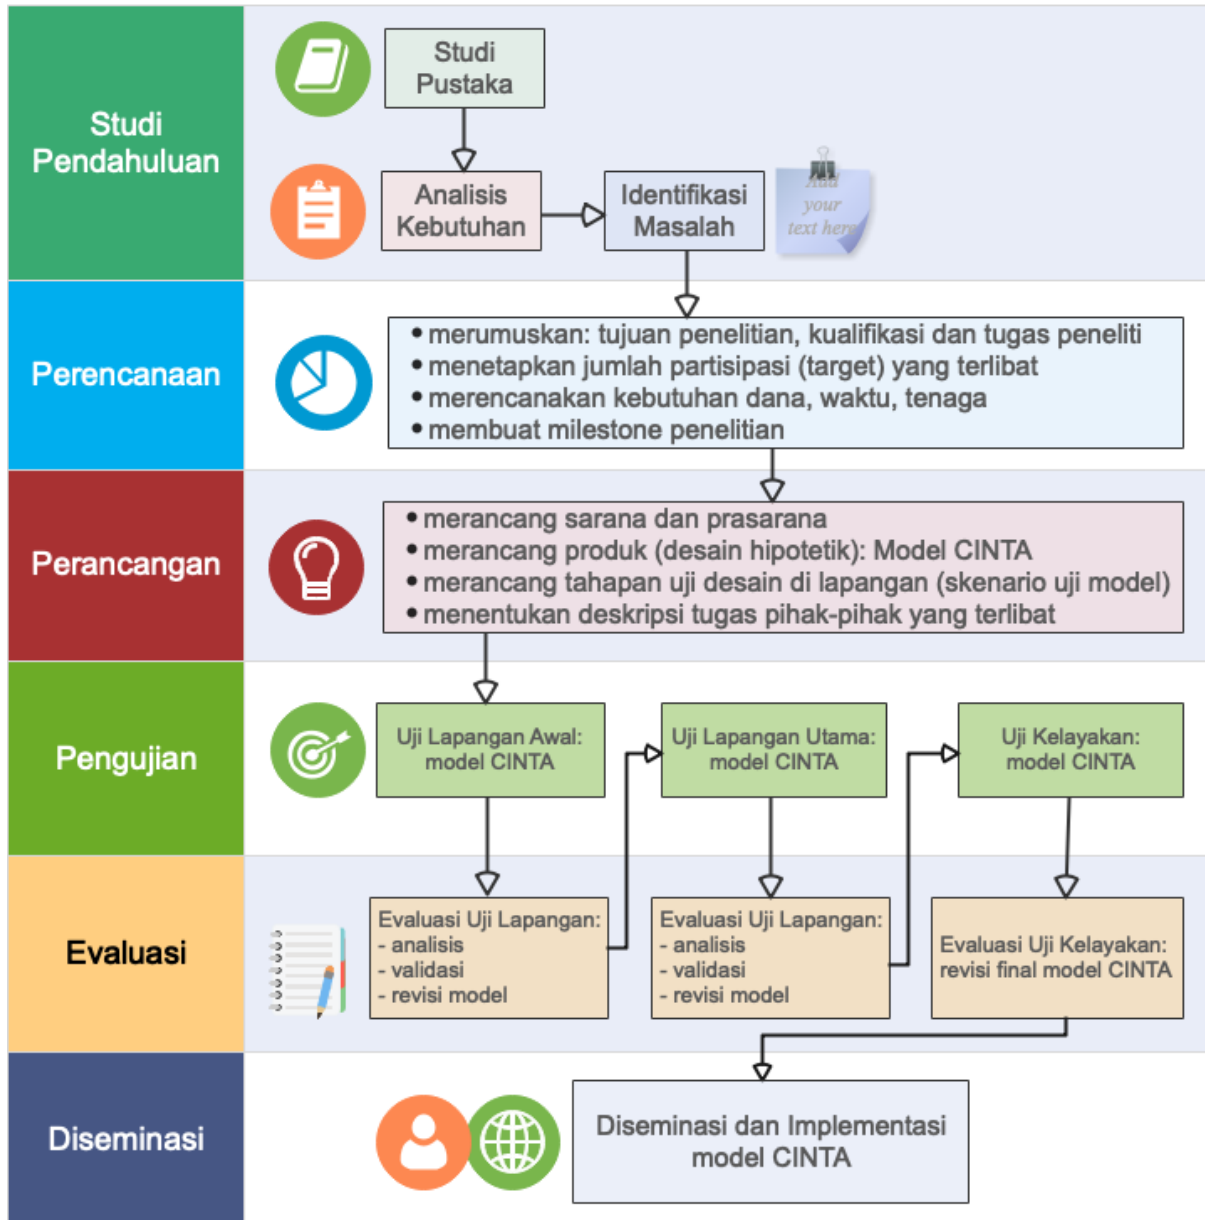 Studi
Pendahuluan
Studi
Pustaka
Analisis
Kebutuhan
Identifikasi
Masalah
Add
your
text here
Perencanaan
• merumuskan: tujuan penelitian, kualifikasi dan tugas peneliti
• menetapkan jumlah partisipasi (target) yang terlibat
• merencanakan kebutuhan dana, waktu, tenaga
• membuat milestone penelitian
Perancangan
• merancang sarana dan prasarana
• merancang produk (desain hipotetik): Model CINTA
• merancang tahapan uji desain di lapangan (skenario uji model)
• menentukan deskripsi tugas pihak-pihak yang terlibat
Pengujian
Uji Lapangan Awal:
model CINTA
Uji Lapangan Utama:
model CINTA
Uji Kelayakan:
model CINTA
Evaluasi
Evaluasi Uji Lapangan:
- analisis
- validasi
- revisi model
Evaluasi Uji Lapangan:
- analisis
- validasi
- revisi model
Evaluasi Uji Kelayakan:
revisi final model CINTA
Diseminasi
Diseminasi dan Implementasi
model CINTA